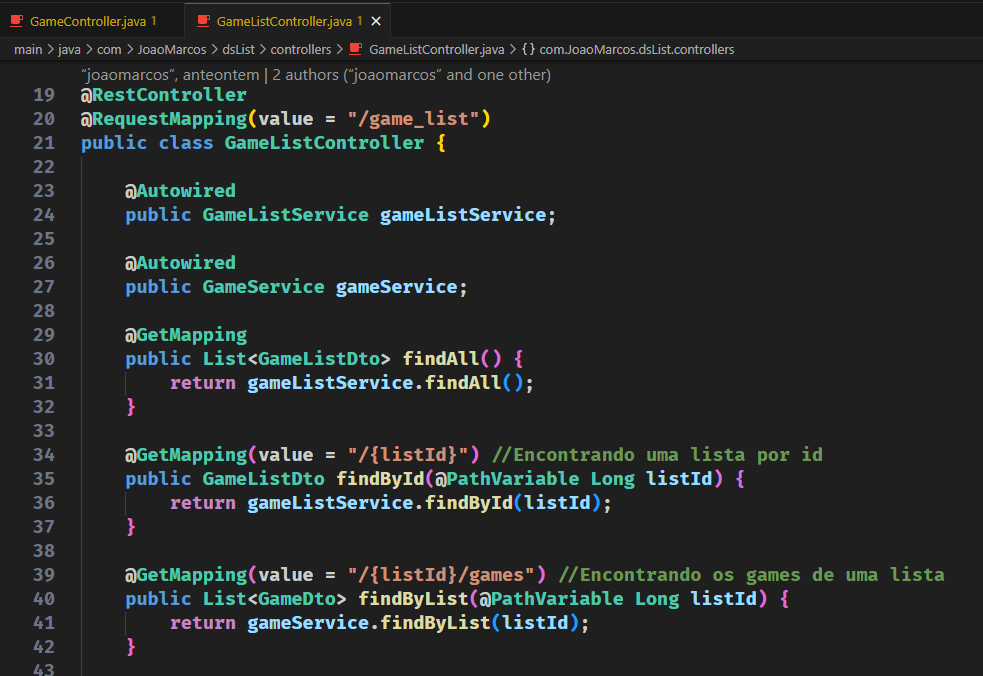 GameController.java 1 GameListController.java 1 ×
main > java > com > JoaoMarcos > dsList > controllers > GameListController.java > {} com.JoaoMarcos.dsList.controllers
"joaomarcos", anteontem | 2 authors ("joaomarcos" and one other)
19 @RestController
20 @RequestMapping(value = "/game_list")
21 public class GameListController {
22
23 @Autowired
24 public GameListService gameListService;
25
26 @Autowired
27 public GameService gameService;
28
29 @GetMapping
30 public List<GameListDto> findAll() {
31 return gameListService.findAll();
32 }
33
34 @GetMapping(value = "/{listId}") //Encontrando uma lista por id
35 public GameListDto findById(@PathVariable Long listId) {
36 return gameListService.findById(listId);
37 }
38
39 @GetMapping(value = "/{listId}/games") //Encontrando os games de uma lista
40 public List<GameDto> findByList(@PathVariable Long listId) {
41 return gameService.findByList(listId);
42 }
43